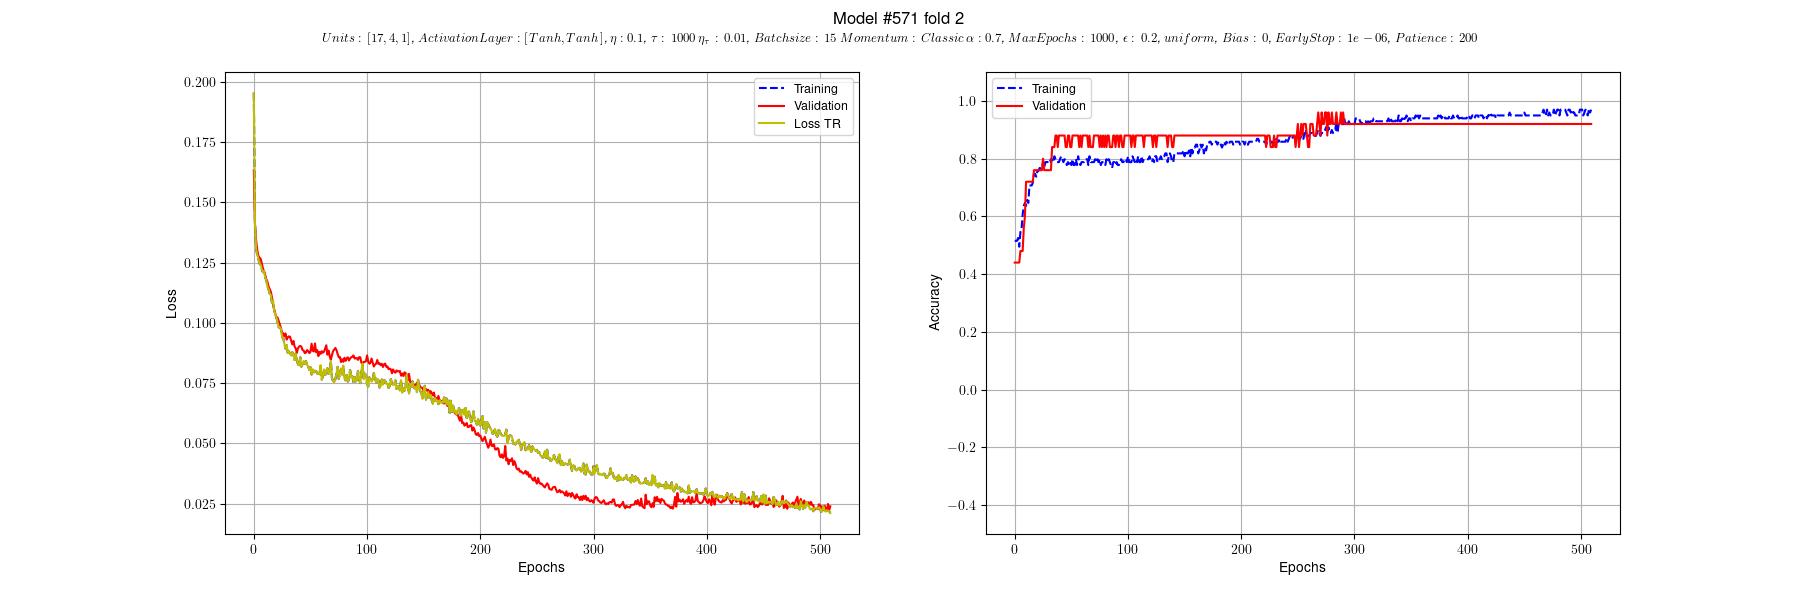 Model #571 fold 2
Units : [17, 4, 1], ActivationLayer : [Tanh, Tanh], η : 0.1, τ : 1000 η_τ : 0.01, Batchsize : 15 Momentum : Classic α : 0.7, MaxEpochs : 1000, ϵ : 0.2, uniform, Bias : 0, EarlyStop : 1e − 06, Patience : 200
0.200
0.175
0.150
0.125
0.100
0.075
0.050
0.025
Loss
0 100 200 300 400 500
Epochs
Training
Validation
Loss TR
1.0
0.8
0.6
0.4
0.2
0.0
−0.2
−0.4
Accuracy
0 100 200 300 400 500
Epochs
Training
Validation